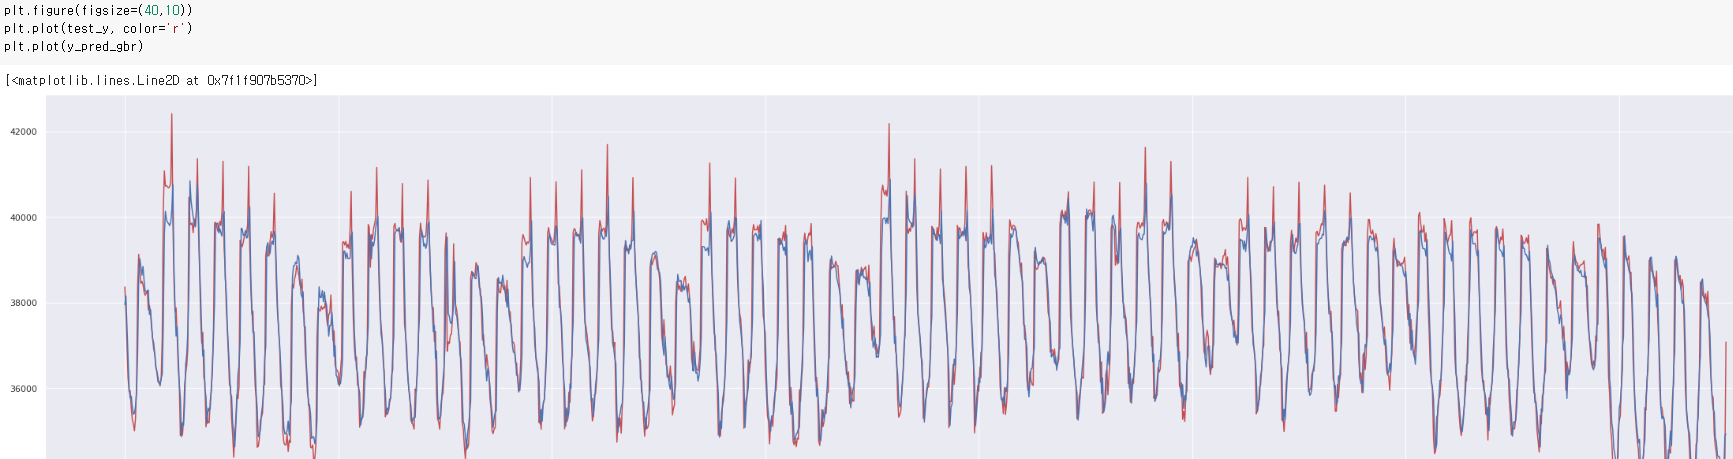 plt.figure(figsize=(40,10))
plt.plot(test_y, color='r')
plt.plot(y_pred_gbr)
[<matplotlib.lines.Line2D at 0x7f1f907b5370>]
42000
40000
38000
36000